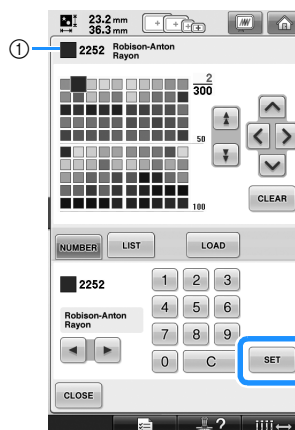 23.2 mm
36.3 mm
1 2252 Robison-Anton
Rayon
2
300
50
100
CLEAR
NUMBER LIST LOAD
2252
Robison-Anton
Rayon
1 2 3
4 5 6
7 8 9
0 C
SET
CLOSE
?